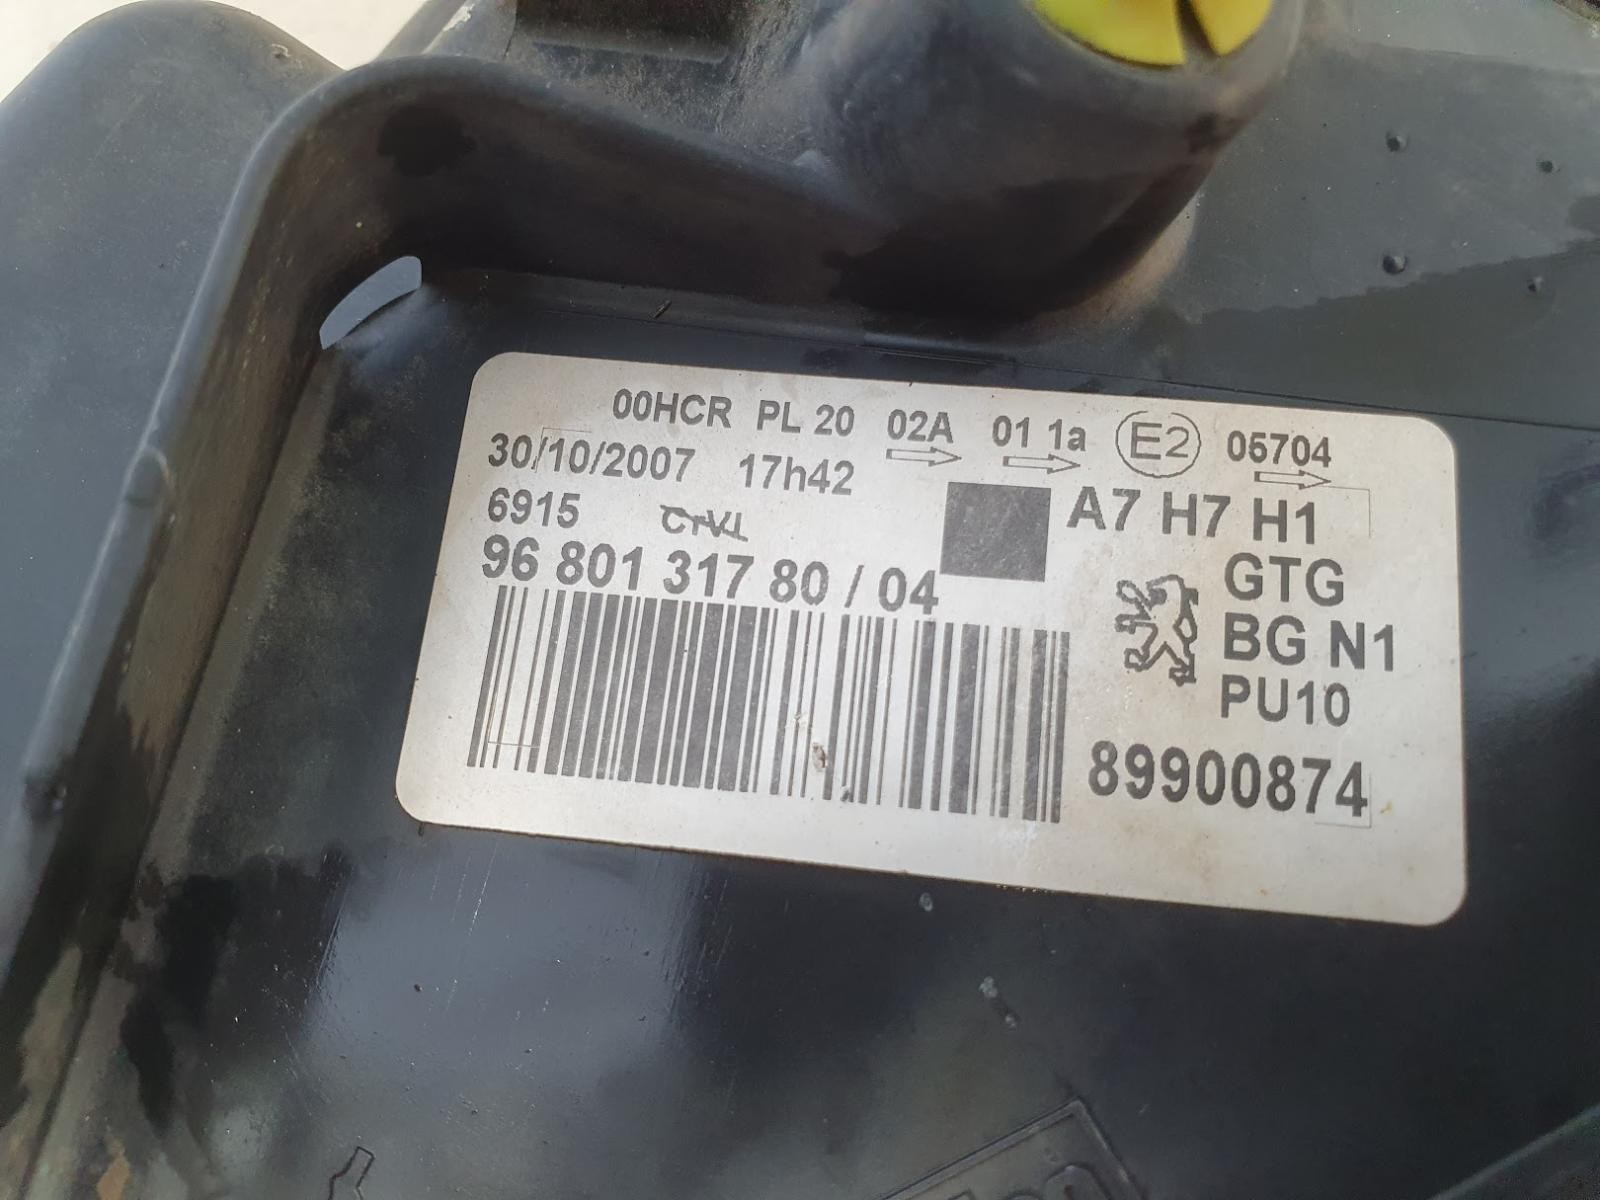 00HCR PL 20 02A 01 1a E2 05704
30/10/2007 17h42
6915
96 801 317 80 / 04
A7 H7 H1
GTG
BG N1
PU10
89900874